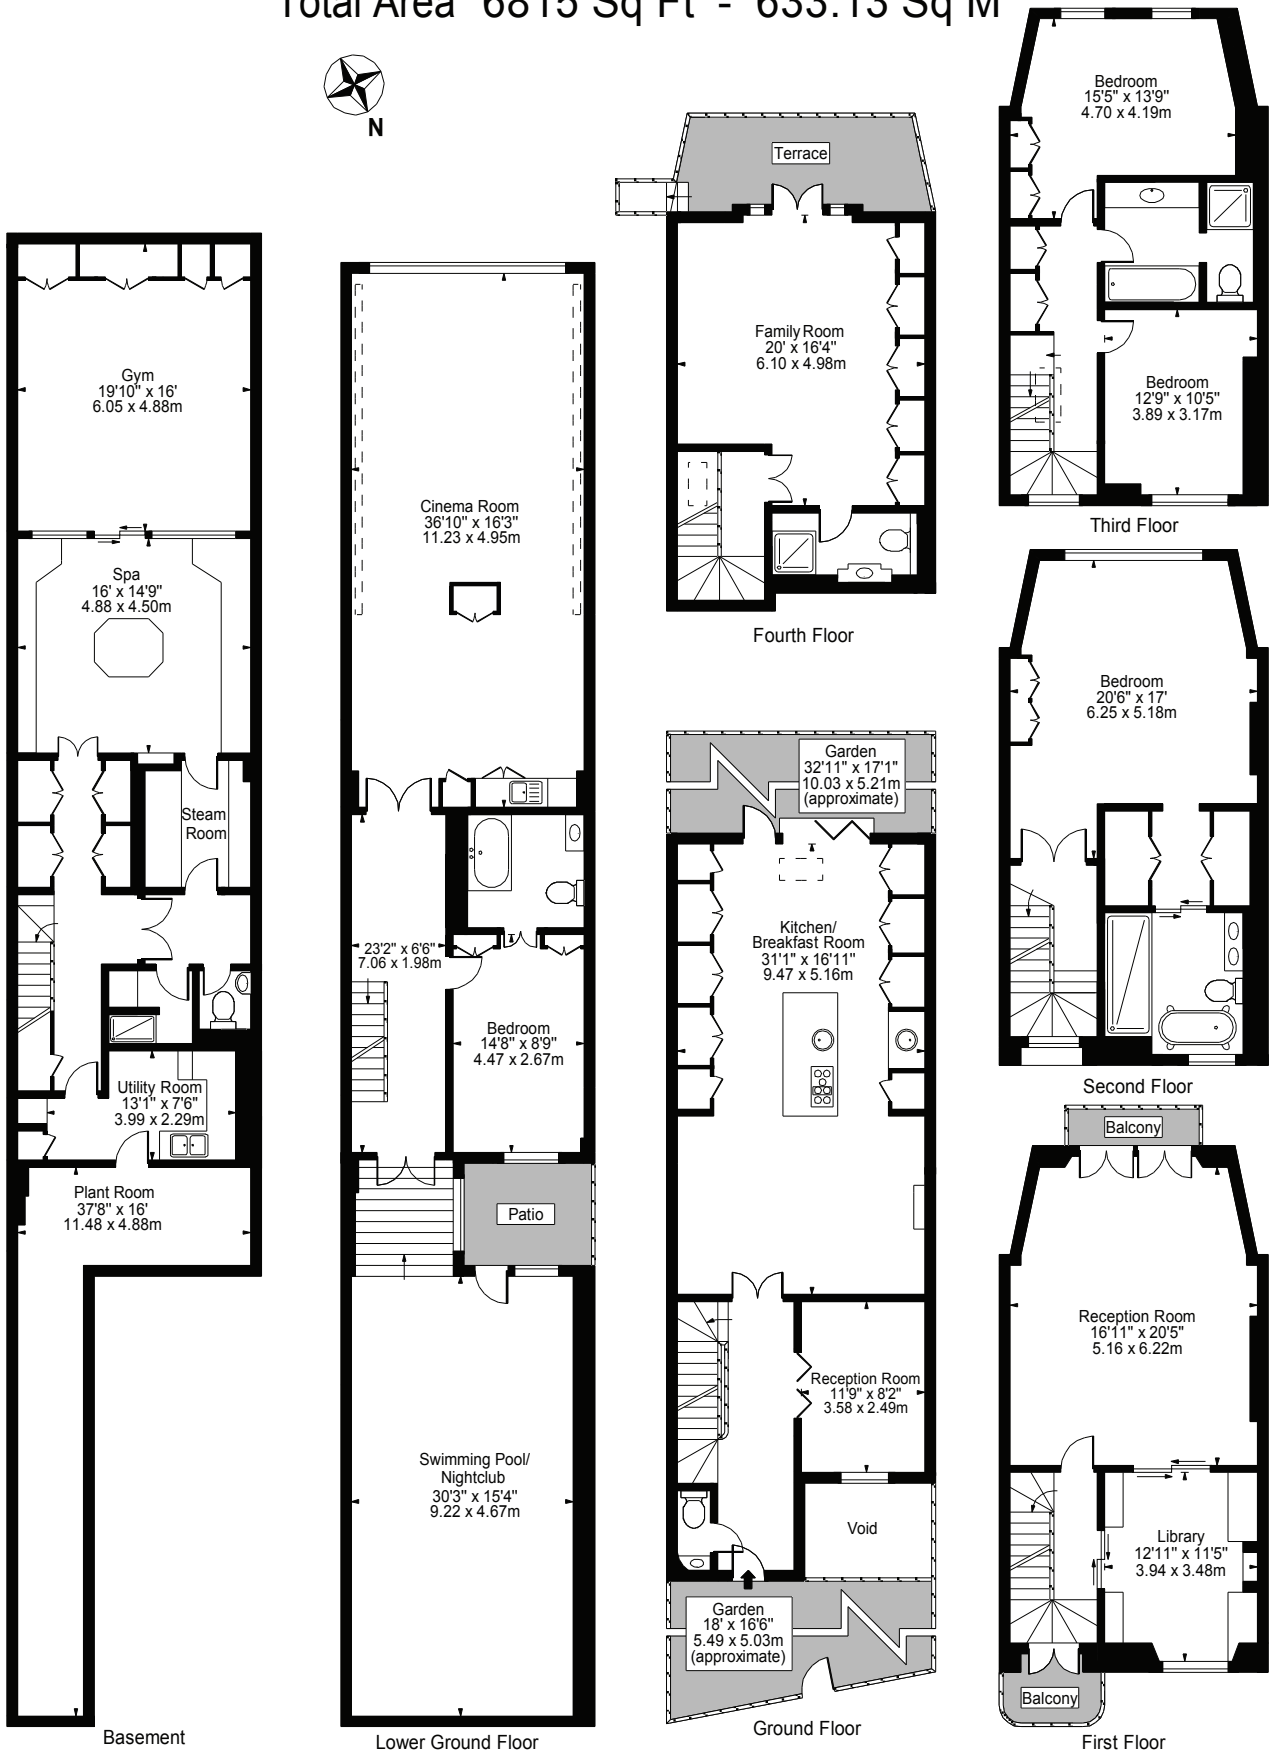 Total Area 6815 Sq Ft - 633.13 Sq M
N
Gym
19'10" x 16'
6.05 x 4.88m
Spa
16' x 14'9"
4.88 x 4.50m
Steam
Room
Utility Room
13'1" x 7'6"
3.99 x 2.29m
Plant Room
37'8" x 16'
11.48 x 4.88m
Basement
Cinema Room
36'10" x 16'3"
11.23 x 4.95m
23'2" x 6'6"
7.06 x 1.98m
Bedroom
14'8" x 8'9"
4.47 x 2.67m
Patio
Swimming Pool/
Nightclub
30'3" x 15'4"
9.22 x 4.67m
Lower Ground Floor
Terrace
Family Room
20' x 16'4"
6.10 x 4.98m
Fourth Floor
Garden
32'11" x 17'1"
10.03 x 5.21m
(approximate)
Kitchen/
Breakfast Room
31'1" x 16'11"
9.47 x 5.16m
Reception Room
11'9" x 8'2"
3.58 x 2.49m
Void
Garden
18' x 16'6"
5.49 x 5.03m
(approximate)
Ground Floor
Bedroom
15'5" x 13'9"
4.70 x 4.19m
Bedroom
12'9" x 10'5"
3.89 x 3.17m
Third Floor
Bedroom
20'6" x 17'
6.25 x 5.18m
Second Floor
Balcony
Reception Room
16'11" x 20'5"
5.16 x 6.22m
Library
12'11" x 11'5"
3.94 x 3.48m
Balcony
First Floor